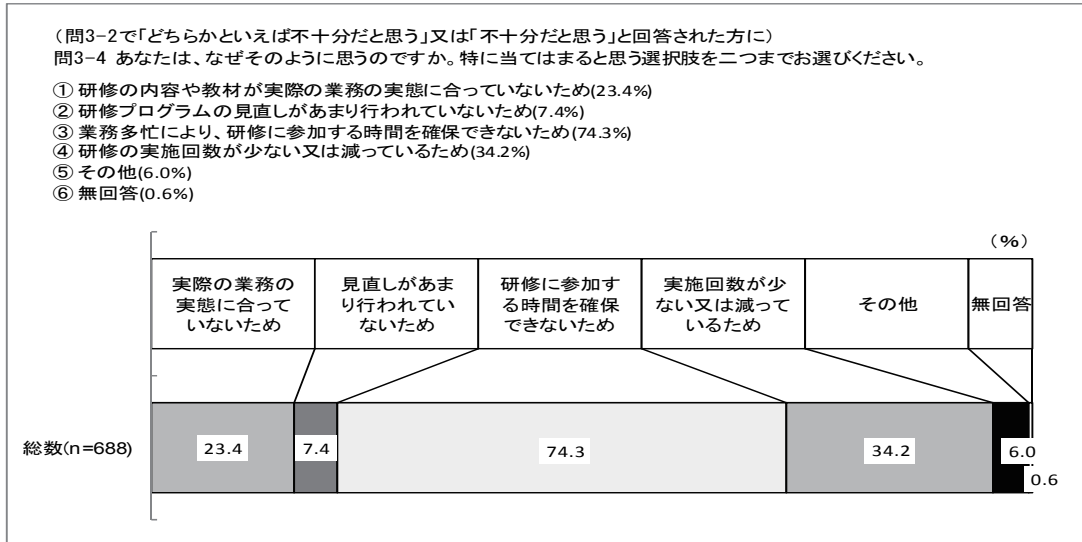 (問3-2で「どちらかといえば不十分だと思う」又は「不十分だと思う」と回答された方に)
問3-4 あなたは、なぜそのように思うのですか。特に当てはまると思う選択肢を二つまでお選びください。
① 研修の内容や教材が実際の業務の実態に合っていないため(23.4%)
② 研修プログラムの見直しがあまり行われていないため(7.4%)
③ 業務多忙により、研修に参加する時間を確保できないため(74.3%)
④ 研修の実施回数が少ない又は減っているため(34.2%)
⑤ その他(6.0%)
⑥ 無回答(0.6%)
(%)
実際の業務の
実態に合って
いないため
見直しがあま
り行われてい
ないため
研修に参加す
る時間を確保
できないため
実施回数が少
ない又は減って
いるため
その他
無回答
総数(n=688)
23.4
7.4
74.3
34.2
6.0
0.6